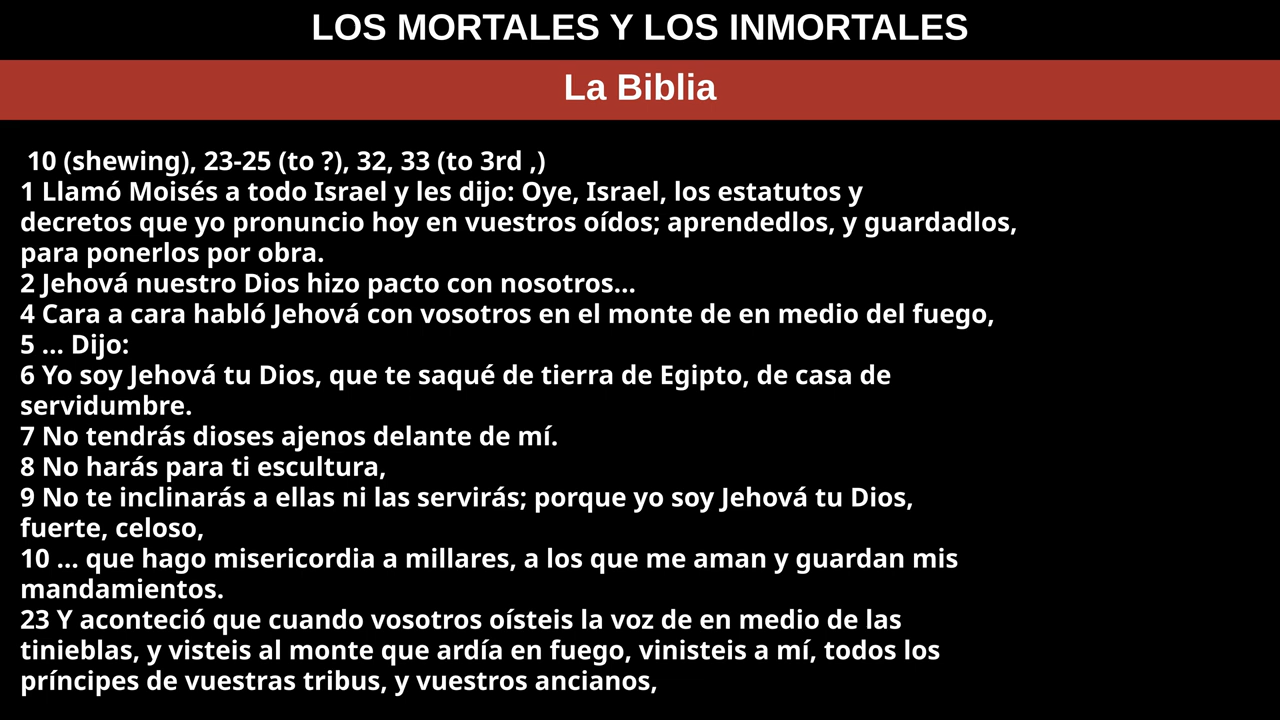 LOS MORTALES Y LOS INMORTALES
La Biblia
10 (shewing), 23-25 (to ?), 32, 33 (to 3rd ,)
1 Llamó Moisés a todo Israel y les dijo: Oye, Israel, los estatutos y
decretos que yo pronuncio hoy en vuestros oídos; aprendedlos, y guardadlos,
para ponerlos por obra.
2 Jehová nuestro Dios hizo pacto con nosotros...
4 Cara a cara habló Jehová con vosotros en el monte de en medio del fuego,
5 ... Dijo:
6 Yo soy Jehová tu Dios, que te saqué de tierra de Egipto, de casa de
servidumbre.
7 No tendrás dioses ajenos delante de mí.
8 No harás para ti escultura,
9 No te inclinarás a ellas ni las servirás; porque yo soy Jehová tu Dios,
fuerte, celoso,
10 ... que hago misericordia a millares, a los que me aman y guardan mis
mandamientos.
23 Y aconteció que cuando vosotros oísteis la voz de en medio de las
tinieblas, y visteis al monte que ardía en fuego, vinisteis a mí, todos los
príncipes de vuestras tribus, y vuestros ancianos,